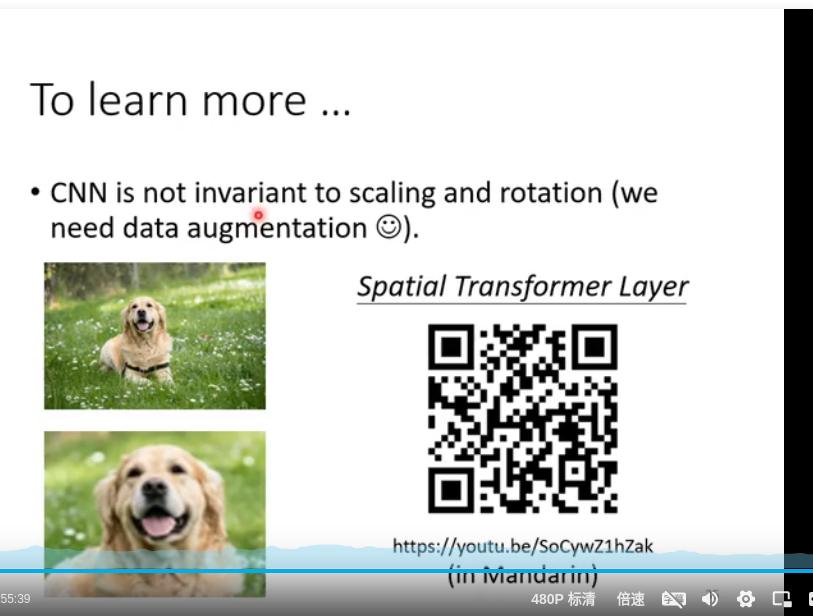 To learn more ...
• CNN is not invariant to scaling and rotation (we
need data augmentation ☺).
Spatial Transformer Layer
https://youtu.be/SoCywZ1hZak
(in Mandarin)
55:39
480P 标清
倍速